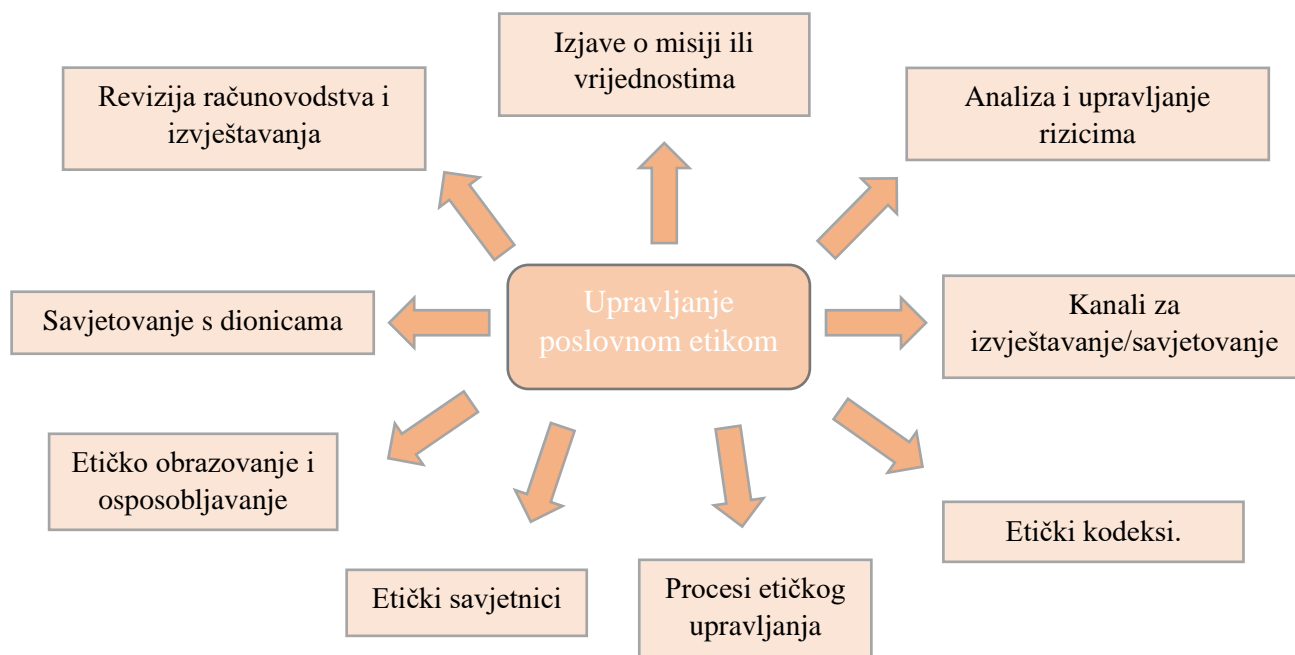 Izjave o misiji ili
vrijednostima
Revizija računovodstva i
izvještavanja
Analiza i upravljanje
rizicima
Savjetovanje s dionicama
Upravljanje
poslovnom etikom
Kanali za
izvještavanje/savjetovanje
Etičko obrazovanje i
osposobljavanje
Etički kodeksi.
Etički savjetnici
Procesi etičkog
upravljanja